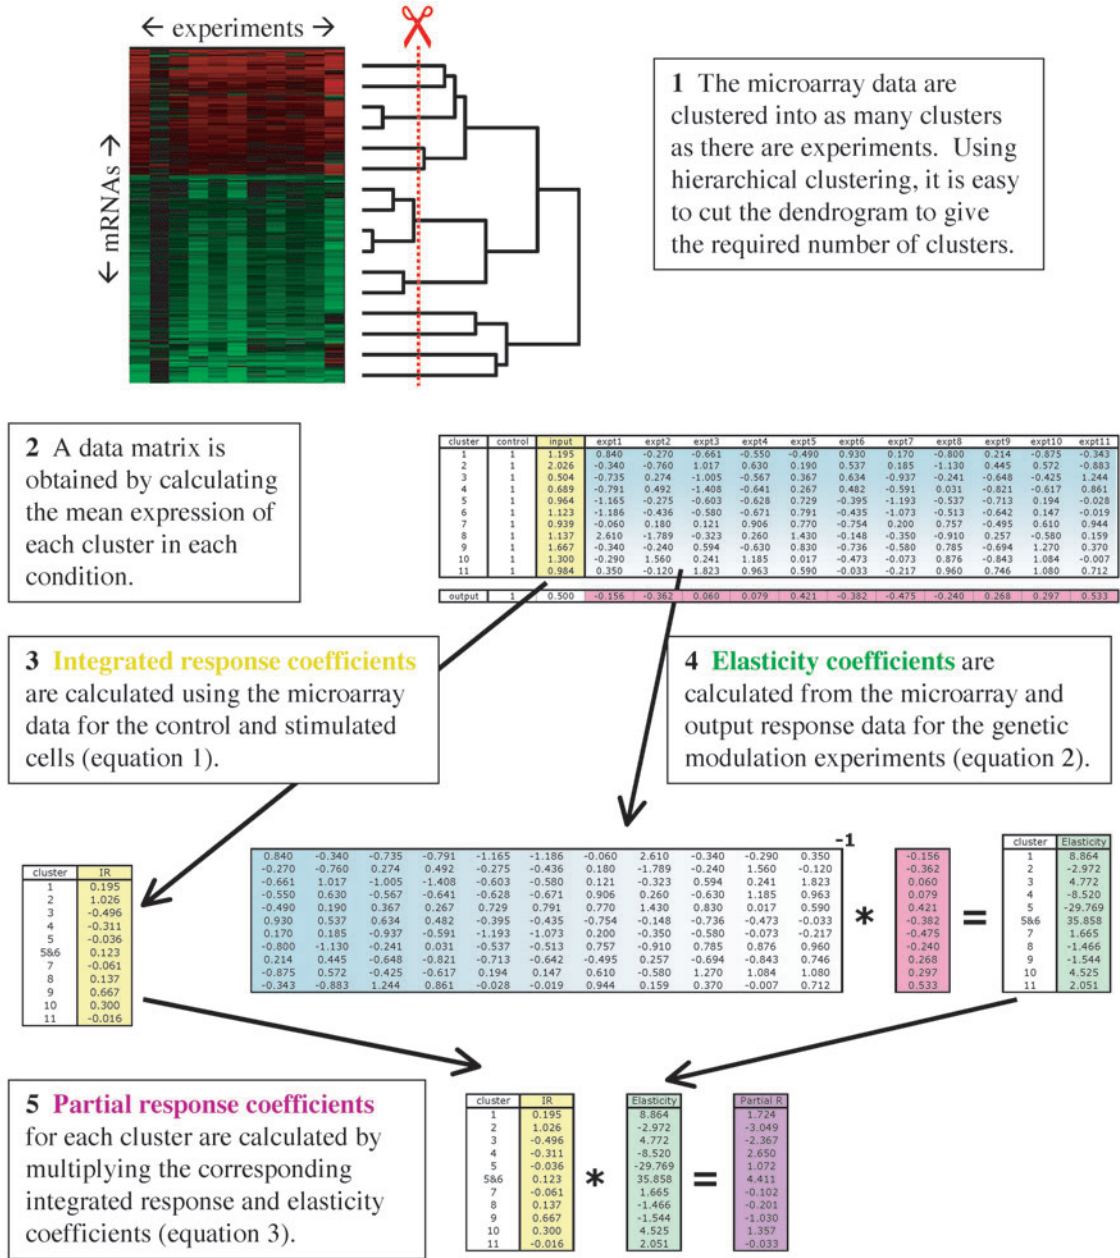 ← experiments →
← mRNAs →
1 The microarray data are
clustered into as many clusters
as there are experiments. Using
hierarchical clustering, it is easy
to cut the dendrogram to give
the required number of clusters.
2 A data matrix is
obtained by calculating
the mean expression of
each cluster in each
condition.
cluster control input expt1 expt2 expt3 expt4 expt5 expt6 expt7 expt8 expt9 expt10 expt11
1 1 1.195 0.840 -0.270 -0.661 -0.550 -0.490 0.930 0.170 -0.800 0.214 -0.875 -0.343
2 1 2.026 -0.340 -0.760 1.017 0.630 0.190 0.537 0.185 -1.130 0.445 0.572 -0.883
3 1 0.504 -0.735 0.274 -1.005 -0.567 0.367 0.634 -0.937 -0.241 -0.648 -0.425 1.244
4 1 0.689 -0.791 0.492 -1.408 -0.641 0.267 0.482 -0.591 0.031 -0.821 -0.617 0.861
5 1 0.964 -1.165 -0.275 -0.603 -0.628 0.729 -0.395 -1.193 -0.537 -0.713 0.194 -0.028
6 1 1.123 -1.186 -0.436 -0.580 -0.671 0.791 -0.435 -1.073 -0.513 -0.642 0.147 -0.019
7 1 0.939 -0.060 0.180 0.121 0.906 0.770 -0.754 0.200 0.757 -0.495 0.610 0.944
8 1 1.137 2.610 -1.789 -0.323 0.260 1.430 -0.148 -0.350 -0.910 0.257 -0.580 0.159
9 1 1.667 -0.340 -0.240 0.594 -0.630 0.830 -0.736 -0.580 0.785 -0.694 1.270 0.370
10 1 1.300 -0.290 1.560 0.241 1.185 0.017 -0.473 -0.073 0.876 -0.843 1.084 -0.007
11 1 0.984 0.350 -0.120 1.823 0.963 0.590 -0.033 -0.217 0.960 0.746 1.080 0.712
output 1 0.500 -0.156 -0.362 0.060 0.079 0.421 -0.382 -0.475 -0.240 0.268 0.297 0.533
3 Integrated response coefficients
are calculated using the microarray
data for the control and stimulated
cells (equation 1).
4 Elasticity coefficients are
calculated from the microarray and
output response data for the genetic
modulation experiments (equation 2).
cluster IR
1 0.195
2 1.026
3 -0.496
4 -0.311
5 -0.036
5&6 0.123
7 -0.061
8 0.137
9 0.667
10 0.300
11 -0.016
0.840 -0.340 -0.735 -0.791 -1.165 -1.186 -0.060 2.610 -0.340 -0.290 0.350
-0.270 -0.760 0.274 0.492 -0.275 -0.436 0.180 -1.789 -0.240 1.560 -0.120
-0.661 1.017 -1.005 -1.408 -0.603 -0.580 0.121 -0.323 0.594 0.241 1.823
-0.550 0.630 -0.567 -0.641 -0.628 -0.671 0.906 0.260 -0.630 1.185 0.963
-0.490 0.190 0.367 0.267 0.729 0.791 0.770 1.430 0.830 0.017 0.590
0.930 0.537 0.634 0.482 -0.395 -0.435 -0.754 -0.148 -0.736 -0.473 -0.033
0.170 0.185 -0.937 -0.591 -1.193 -1.073 0.200 -0.350 -0.580 -0.073 -0.217
-0.800 -1.130 -0.241 0.031 -0.537 -0.513 0.757 -0.910 0.785 0.876 0.960
0.214 0.445 -0.648 -0.821 -0.713 -0.642 -0.495 0.257 -0.694 -0.843 0.746
-0.875 0.572 -0.425 -0.617 0.194 0.147 0.610 -0.580 1.270 1.084 1.080
-0.343 -0.883 1.244 0.861 -0.028 -0.019 0.944 0.159 0.370 -0.007 0.712
-1
*
-0.156
-0.362
0.060
0.079
0.421
-0.382
-0.475
-0.240
0.268
0.297
0.533
=
cluster Elasticity
1 8.864
2 -2.972
3 4.772
4 -8.520
5 -29.769
5&6 35.858
7 1.665
8 -1.466
9 -1.544
10 4.525
11 2.051
5 Partial response coefficients
for each cluster are calculated by
multiplying the corresponding
integrated response and elasticity
coefficients (equation 3).
cluster IR Elasticity Partial R
1 0.195 8.864 1.724
2 1.026 -2.972 -3.049
3 -0.496 4.772 -2.367
4 -0.311 -8.520 2.650
5 -0.036 -29.769 1.072
5&6 0.123 * 35.858 = 4.411
7 -0.061 1.665 -0.102
8 0.137 -1.466 -0.201
9 0.667 -1.544 -1.030
10 0.300 4.525 1.357
11 -0.016 2.051 -0.033